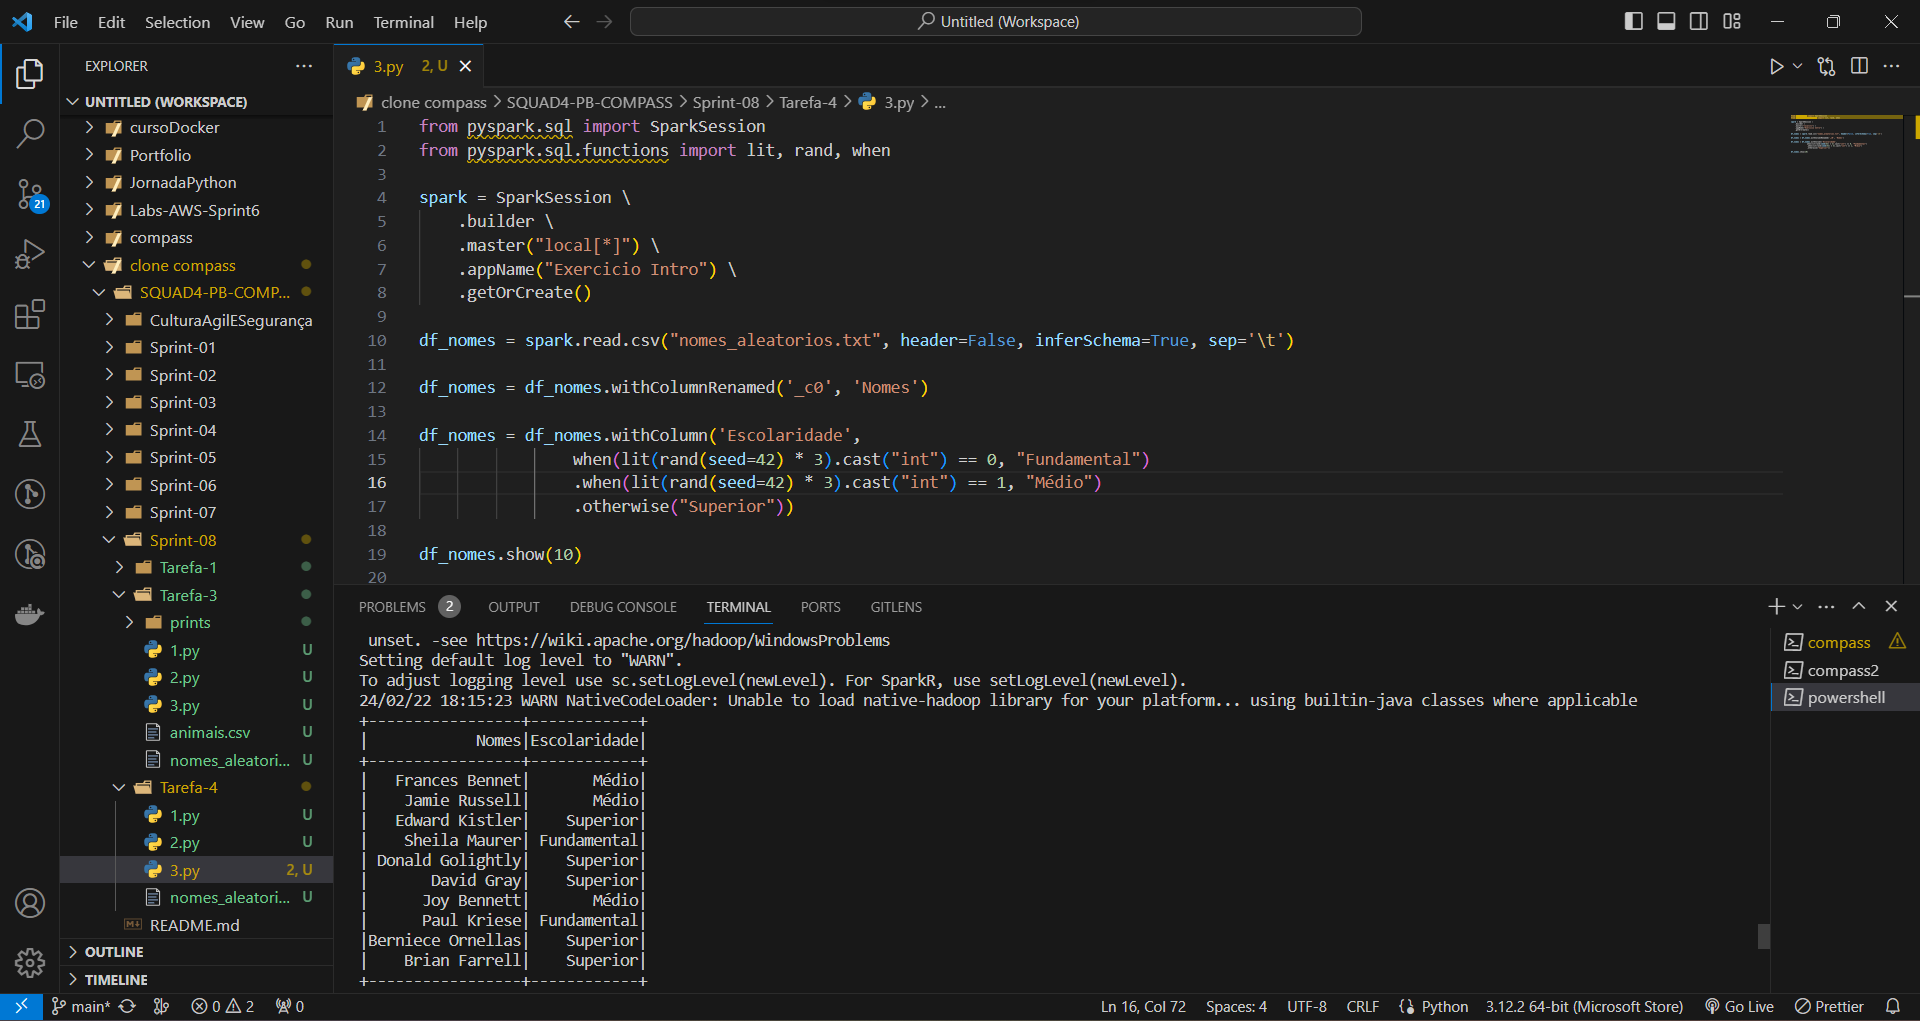 File Edit Selection View Go Run Terminal Help
Untitled (Workspace)
EXPLORER
UNTITLED (WORKSPACE)
cursoDocker
Portfolio
JornadaPython
Labs-AWS-Sprint6
compass
clone compass
SQUAD4-PB-COMP...
CulturaAgilESegurança
Sprint-01
Sprint-02
Sprint-03
Sprint-04
Sprint-05
Sprint-06
Sprint-07
Sprint-08
Tarefa-1
Tarefa-3
prints
1.py U
2.py U
3.py U
animais.csv U
nomes_aleatori... U
Tarefa-4
1.py U
2.py U
3.py 2, U
nomes_aleatori... U
README.md
OUTLINE
TIMELINE
21
3.py 2, U
clone compass > SQUAD4-PB-COMPASS > Sprint-08 > Tarefa-4 > 3.py > ...
1 from pyspark.sql import SparkSession
2 from pyspark.sql.functions import lit, rand, when
3
4 spark = SparkSession \
5 .builder \
6 .master("local[*]") \
7 .appName("Exercicio Intro") \
8 .getOrCreate()
9
10 df_nomes = spark.read.csv("nomes_aleatorios.txt", header=False, inferSchema=True, sep='\t')
11
12 df_nomes = df_nomes.withColumnRenamed('_c0', 'Nomes')
13
14 df_nomes = df_nomes.withColumn('Escolaridade',
15 when(lit(rand(seed=42) * 3).cast("int") == 0, "Fundamental")
16 .when(lit(rand(seed=42) * 3).cast("int") == 1, "Médio")
17 .otherwise("Superior"))
18
19 df_nomes.show(10)
20
PROBLEMS 2 OUTPUT DEBUG CONSOLE TERMINAL PORTS GITLENS
unset. -see https://wiki.apache.org/hadoop/WindowsProblems
Setting default log level to "WARN".
To adjust logging level use sc.setLogLevel(newLevel). For SparkR, use setLogLevel(newLevel).
24/02/22 18:15:23 WARN NativeCodeLoader: Unable to load native-hadoop library for your platform... using builtin-java classes where applicable
+-----------------+------------+
|            Nomes|Escolaridade|
+-----------------+------------+
|   Frances Bennet|       Médio|
|    Jamie Russell|       Médio|
|   Edward Kistler|    Superior|
|    Sheila Maurer| Fundamental|
| Donald Golightly|    Superior|
|       David Gray|    Superior|
|      Joy Bennett|       Médio|
|      Paul Kriese| Fundamental|
|Berniece Ornellas|    Superior|
|    Brian Farrell|    Superior|
+-----------------+------------+
compass
compass2
powershell
main* 0 2 0 Ln 16, Col 72 Spaces: 4 UTF-8 CRLF Python 3.12.2 64-bit (Microsoft Store) Go Live Prettier